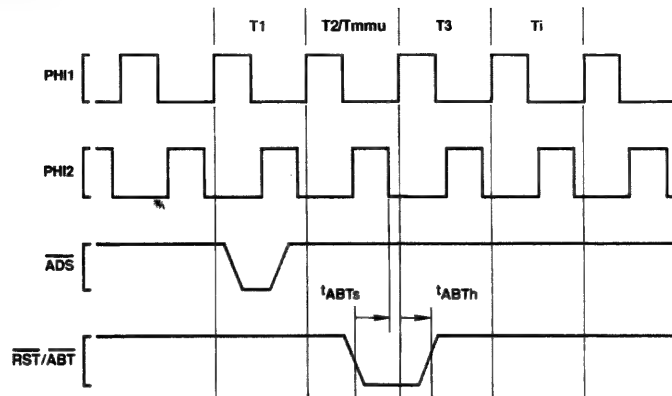 T1 T2/Tmmu T3 Ti
PHI1
PHI2
ADS
tABTs tABTh
RST/ABT